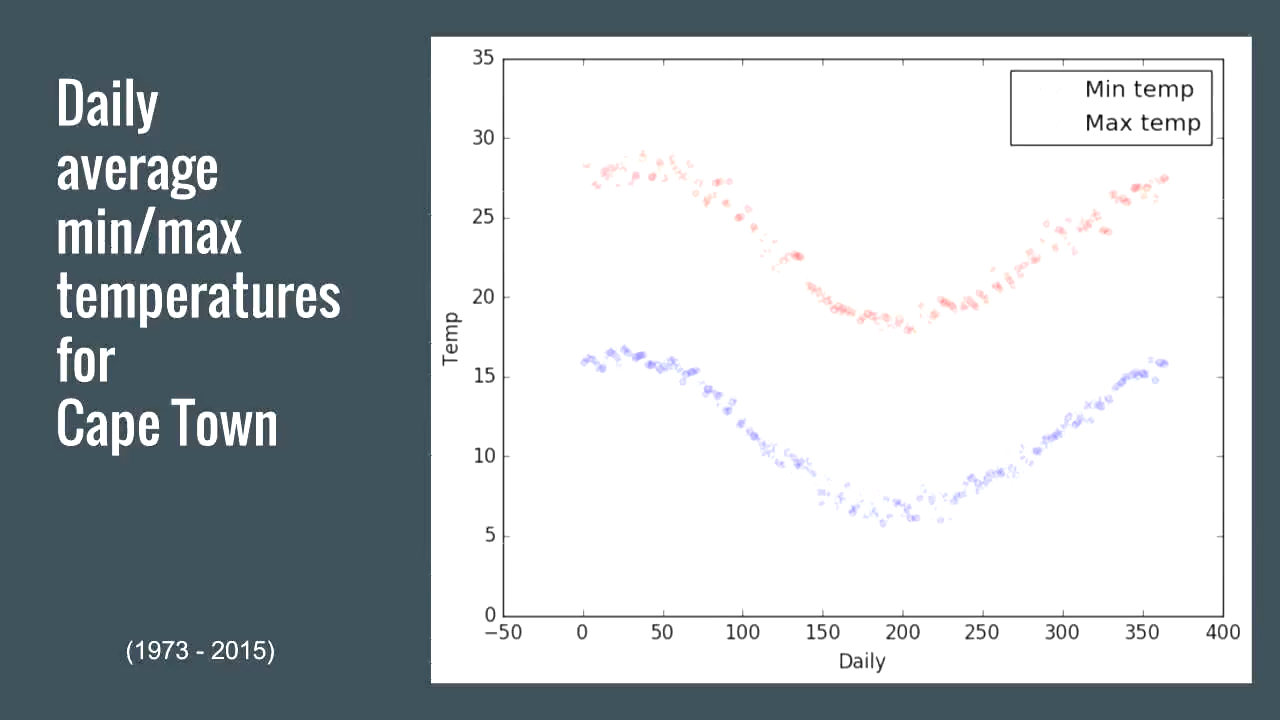 Daily
average
min/max
temperatures
for
Cape Town
(1973 - 2015)
35
30
25
20
15
10
5
0
Temp
Min temp
Max temp
−50 0 50 100 150 200 250 300 350 400
Daily